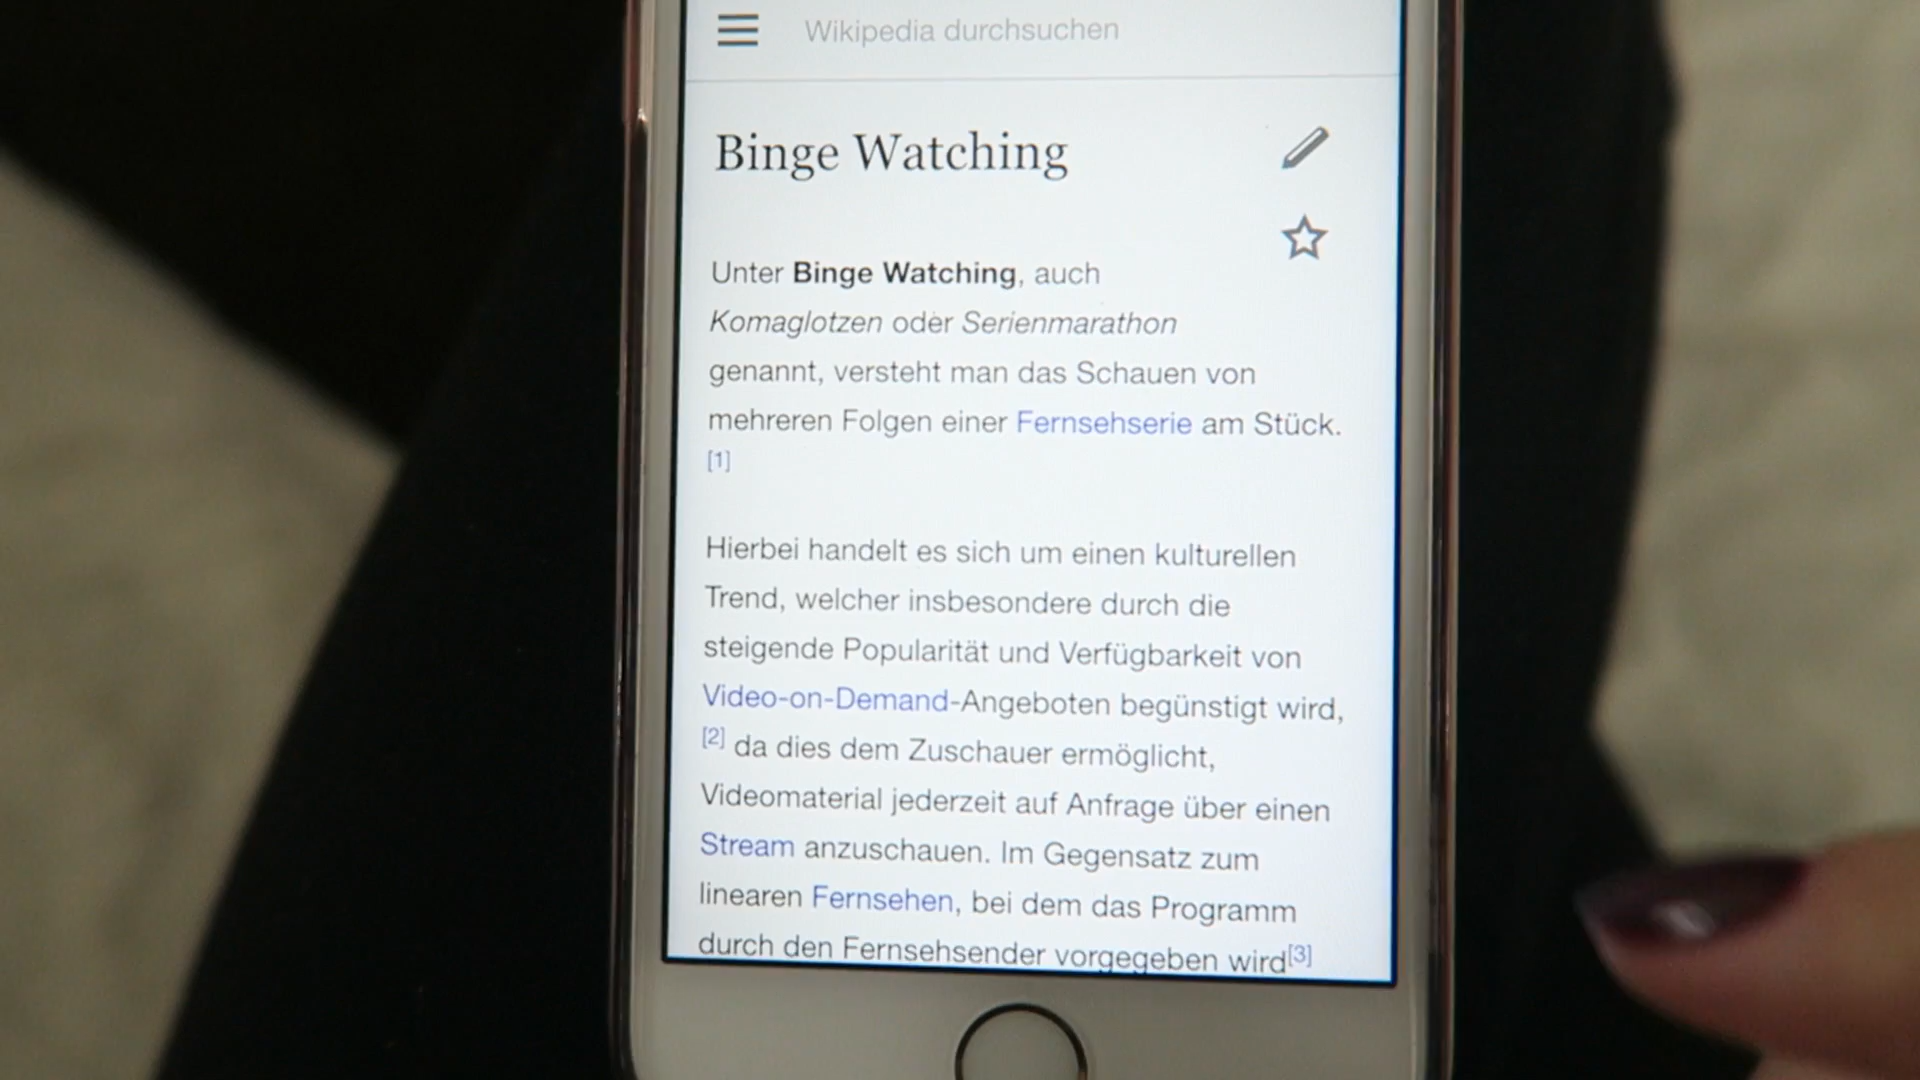 Wikipedia durchsuchen
Binge Watching
Unter Binge Watching, auch
Komaglotzen oder Serienmarathon
genannt, versteht man das Schauen von
mehreren Folgen einer Fernsehserie am Stück.
[1]
Hierbei handelt es sich um einen kulturellen
Trend, welcher insbesondere durch die
steigende Popularität und Verfügbarkeit von
Video-on-Demand-Angeboten begünstigt wird,
[2] da dies dem Zuschauer ermöglicht,
Videomaterial jederzeit auf Anfrage über einen
Stream anzuschauen. Im Gegensatz zum
linearen Fernsehen, bei dem das Programm
durch den Fernsehsender vorgegeben wird[3]